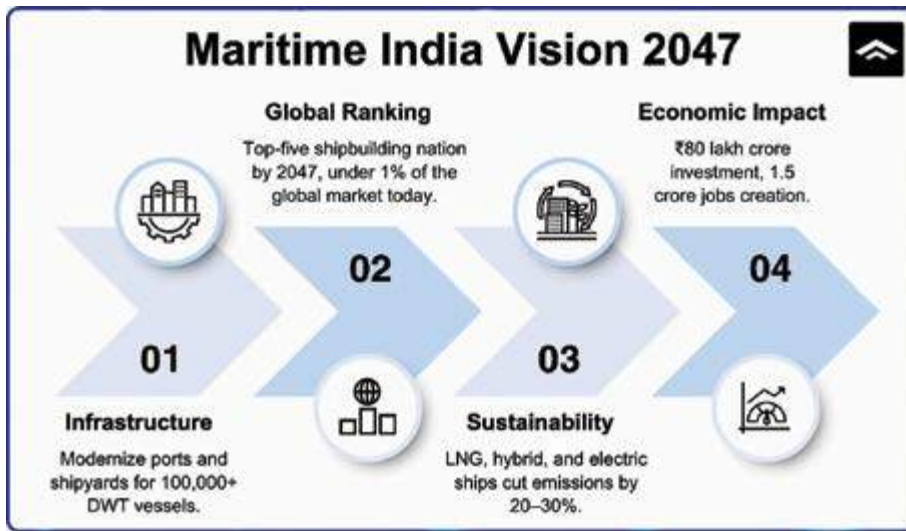 Maritime India Vision 2047
01
Infrastructure
Modernize ports and
shipyards for 100,000+
DWT vessels.
Global Ranking
Top-five shipbuilding nation
by 2047, under 1% of the
global market today.
02
03
Sustainability
LNG, hybrid, and electric
ships cut emissions by
20–30%.
Economic Impact
₹80 lakh crore
investment, 1.5
crore jobs creation.
04